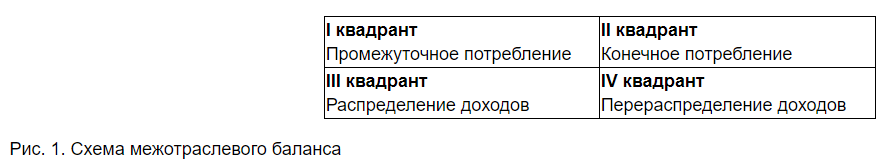 I квадрант
Промежуточное потребление
II квадрант
Конечное потребление
III квадрант
Распределение доходов
IV квадрант
Перераспределение доходов
Рис. 1. Схема межотраслевого баланса